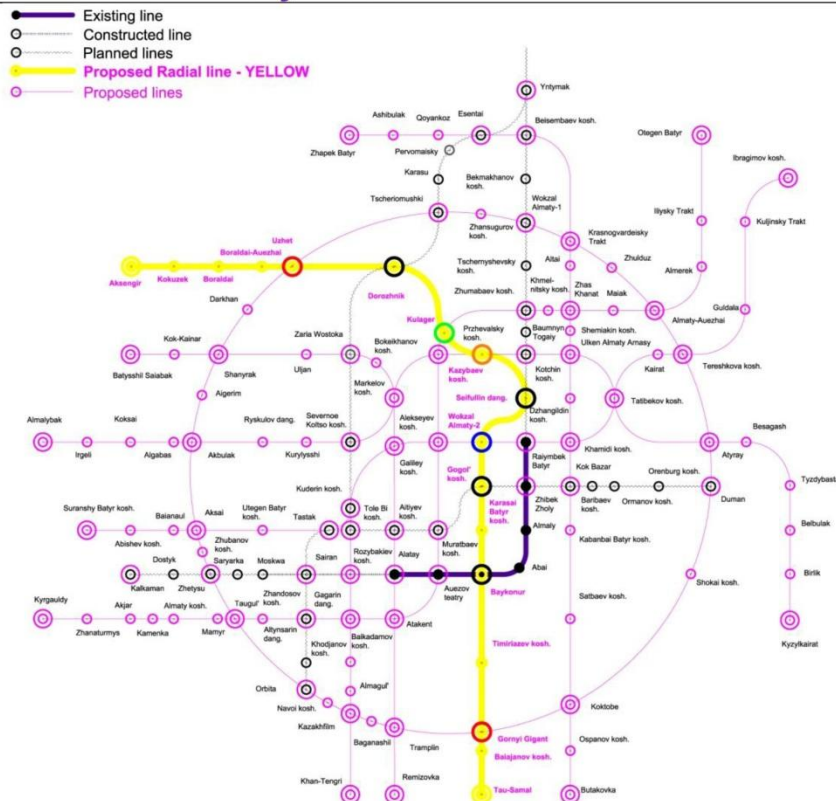 Existing line
Constructed line
Planned lines
Proposed Radial line - YELLOW
Proposed lines
Yntymak
Ashibulak
Qoyankoz
Esentai
Beisembaev kosh.
Otegen Batyr
Zhapek Batyr
Pervomaisky
Ibragimov kosh.
Karasu
Bekmakhanov
kosh.
Tscheriomushki
Wokzal
Almaty-1
Iliysky Trakt
Kuljinsky Trakt
Zhansugurov
kosh.
Krasnogvardeisky
Trakt
Uzhet
Boraldai-Auezhai
Tschernyshevsky
kosh.
Altai
Zhulduz
Almerek
Aksengir
Kokuzek
Boraldai
Dorozhnik
Khmel-
nitsky kosh.
Zhas
Khanat
Zhumabaev kosh.
Maiak
Guldala
Darkhan
Almaty-Auezhai
Kulager
Przhevalsky
kosh.
Baumnyn
Togaiy
Shemiakin kosh.
Ulken Almaty Arnasy
Zaria Wostoka
Bokeikhanov
kosh.
Kok-Kainar
Kairat
Tereshkova kosh.
Batysshil Saiabak
Shanyrak
Uljan
Markelov
kosh.
Kazybaev
kosh.
Kotchin
kosh.
Aigerim
Seifullin dang.
Dzhangildin
kosh.
Tatibekov kosh.
Almalybak
Koksai
Ryskulov dang.
Severnoe
Koltso kosh.
Alekseyev
kosh.
Wokzal
Almaty-2
Besagash
Irgeli
Algabas
Akbulak
Kurylysshi
Galiley
kosh.
Gogol'
kosh.
Raiymbek
Batyr
Khamidi kosh.
Atyray
Kok Bazar
Orenburg kosh.
Kuderin kosh.
Tyzdybastau
Suranshy Batyr kosh.
Aksai
Utegen Batyr
kosh.
Tole Bi
kosh.
Aitiyev
kosh.
Karasai
Batyr
kosh.
Zhibek
Zholy
Baribaev
kosh.
Ormanov kosh.
Duman
Baianaul
Tastak
Abishev kosh.
Zhubanov
kosh.
Muratbaev
kosh.
Almaly
Kabanbai Batyr kosh.
Belbulak
Dostyk
Saryarka
Moskwa
Sairan
Rozybakiev
kosh.
Alatay
Abai
Shokai kosh.
Birlik
Kalkaman
Zhetysu
Zhandosov
kosh.
Gagarin
dang.
Auezov
teatry
Baykonur
Kyrgauldy
Akjar
Almaty kosh.
Taugul'
Satbaev kosh.
Zhanaturmys
Kamenka
Mamyr
Altynsarin
dang.
Baikadamov
kosh.
Atakent
Kyzylkairat
Khodjanov
kosh.
Timiriazev kosh.
Orbita
Almagul'
Navoi kosh.
Koktobe
Kazakhfilm
Baganashil
Tramplin
Gornyi Gigant
Ospanov kosh.
Baiajanov kosh.
Khan-Tengri
Remizovka
Tau-Samal
Butakovka